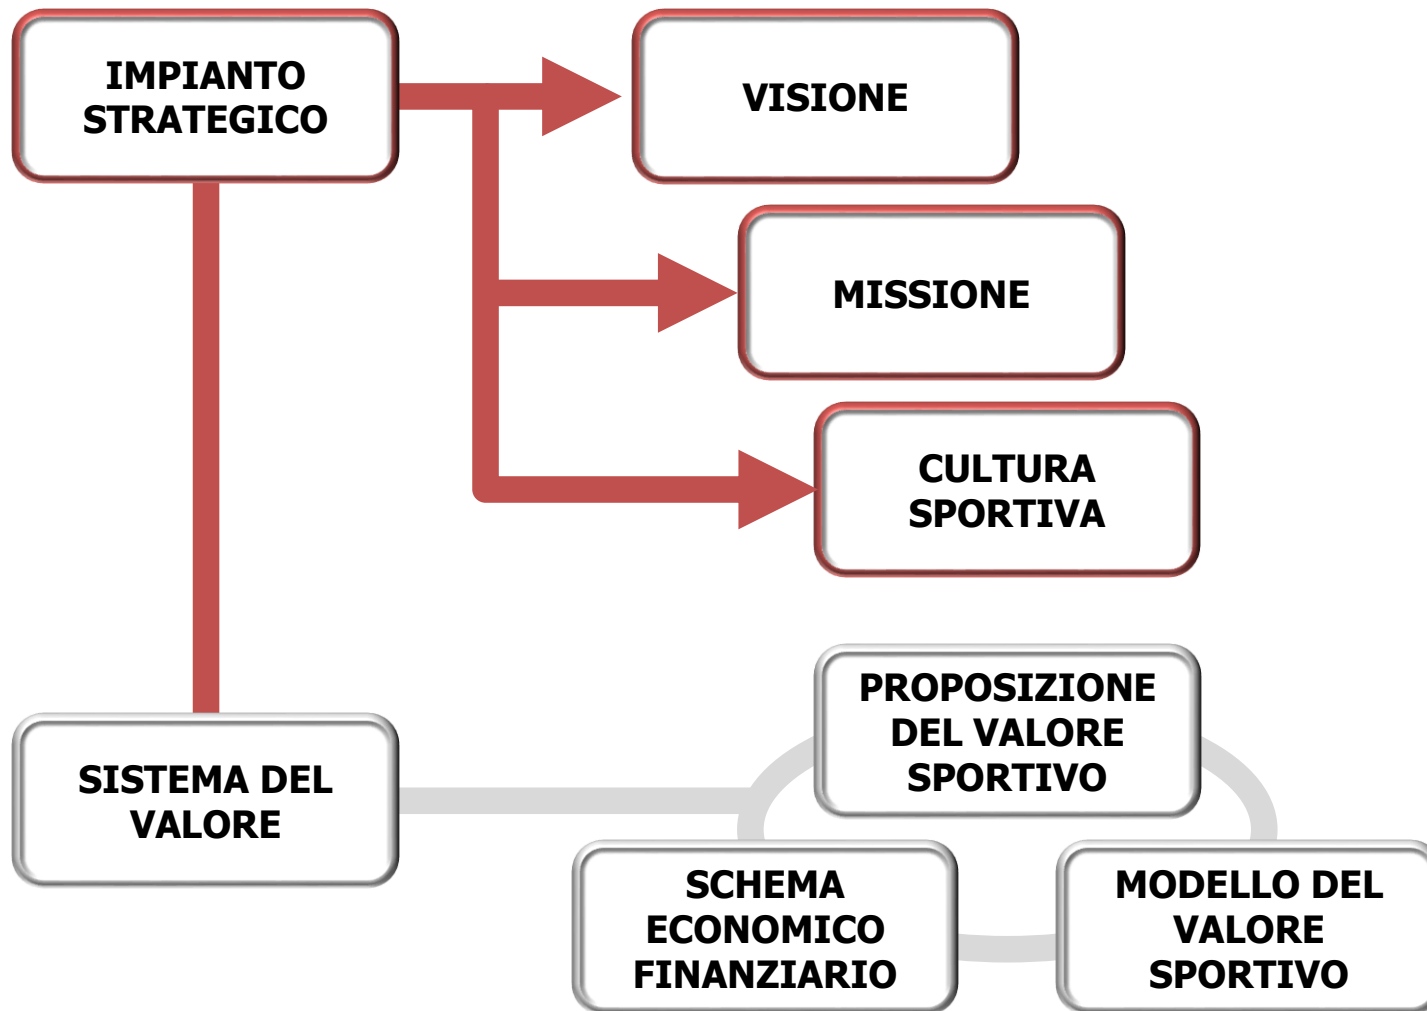 IMPIANTO
STRATEGICO
VISIONE
MISSIONE
CULTURA
SPORTIVA
PROPOSIZIONE
DEL VALORE
SPORTIVO
SISTEMA DEL
VALORE
SCHEMA
ECONOMICO
FINANZIARIO
MODELLO DEL
VALORE
SPORTIVO